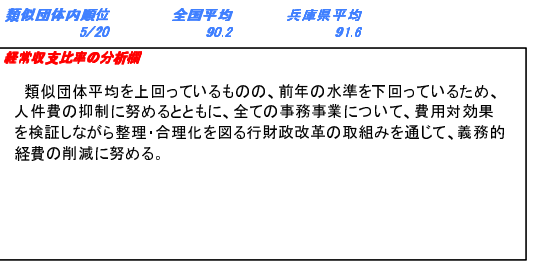 類似団体内順位 全国平均 兵庫県平均
5/20 90.2 91.6
経常収支比率の分析欄
類似団体平均を上回っているものの、前年の水準を下回っているため、
人件費の抑制に努めるとともに、全ての事務事業について、費用対効果
を検証しながら整理・合理化を図る行財政改革の取組みを通じて、義務的
経費の削減に努める。